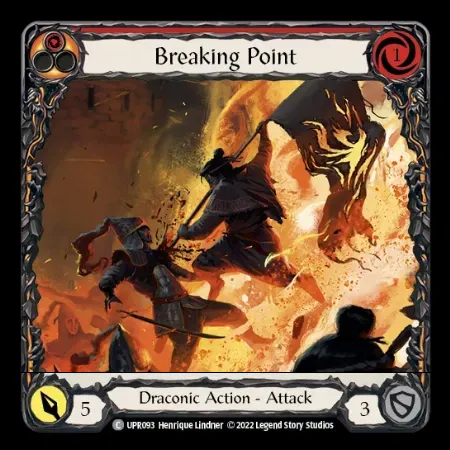 Breaking Point
1
5
Draconic Action - Attack
3
C UPR093 Henrique Lindner © 2022 Legend Story Studios